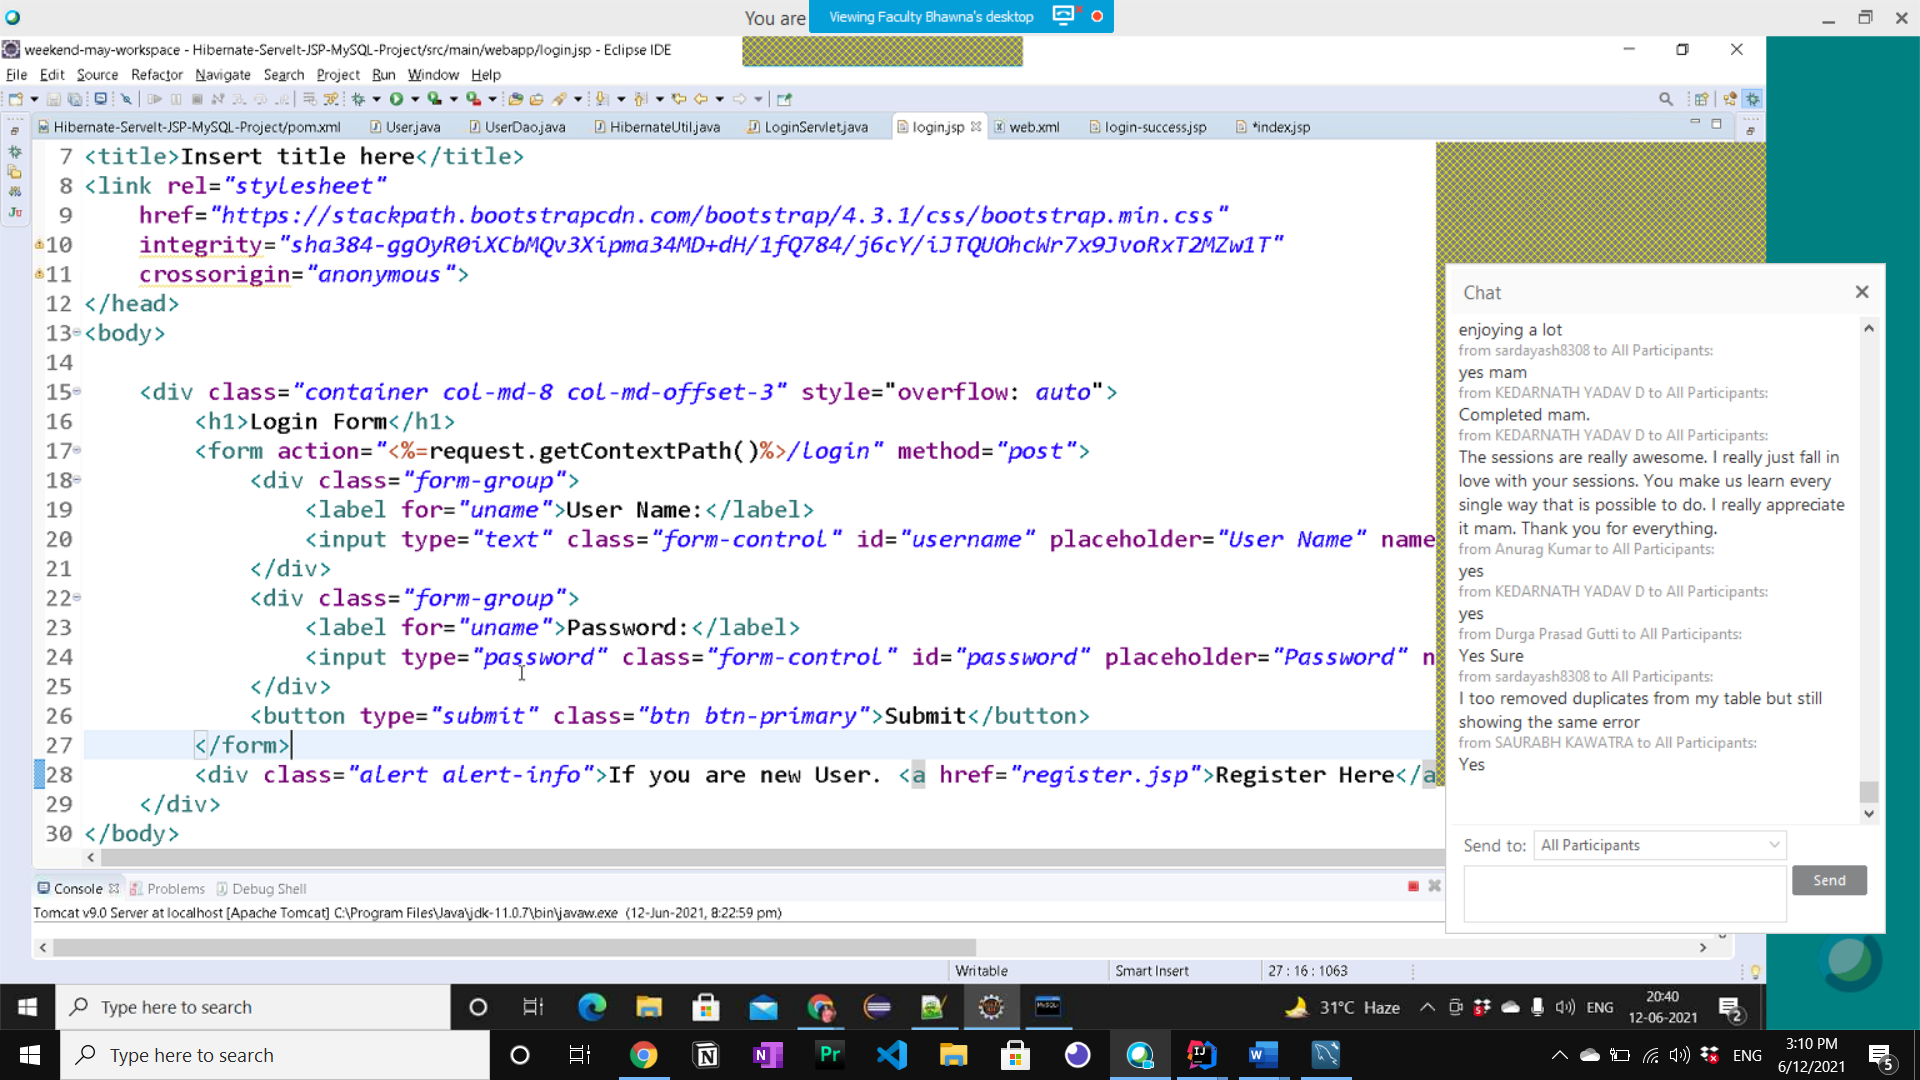 You are
Viewing Faculty Bhawna's desktop
weekend-may-workspace - Hibernate-Servelt-JSP-MySQL-Project/src/main/webapp/login.jsp - Eclipse IDE
File Edit Source Refactor Navigate Search Project Run Window Help
Hibernate-Servelt-JSP-MySQL-Project/pom.xml User.java UserDao.java HibernateUtil.java LoginServlet.java login.jsp web.xml login-success.jsp *index.jsp
7 <title>Insert title here</title>
8 <link rel="stylesheet"
9 href="https://stackpath.bootstrapcdn.com/bootstrap/4.3.1/css/bootstrap.min.css"
10 integrity="sha384-ggOyR0iXCbMQv3Xipma34MD+dH/1fQ784/j6cY/iJTQUOhcWr7x9JvoRxT2MZw1T"
11 crossorigin="anonymous">
12 </head>
13 <body>
14
15 <div class="container col-md-8 col-md-offset-3" style="overflow: auto">
16 <h1>Login Form</h1>
17 <form action="<%=request.getContextPath()%>/login" method="post">
18 <div class="form-group">
19 <label for="uname">User Name:</label>
20 <input type="text" class="form-control" id="username" placeholder="User Name" name
21 </div>
22 <div class="form-group">
23 <label for="uname">Password:</label>
24 <input type="password" class="form-control" id="password" placeholder="Password" n
25 </div>
26 <button type="submit" class="btn btn-primary">Submit</button>
27 </form>
28 <div class="alert alert-info">If you are new User. <a href="register.jsp">Register Here</a
29 </div>
30 </body>
Chat
enjoying a lot
from sardayash8308 to All Participants:
yes mam
from KEDARNATH YADAV D to All Participants:
Completed mam.
from KEDARNATH YADAV D to All Participants:
The sessions are really awesome. I really just fall in
love with your sessions. You make us learn every
single way that is possible to do. I really appreciate
it mam. Thank you for everything.
from Anurag Kumar to All Participants:
yes
from KEDARNATH YADAV D to All Participants:
yes
from Durga Prasad Gutti to All Participants:
Yes Sure
from sardayash8308 to All Participants:
I too removed duplicates from my table but still
showing the same error
from SAURABH KAWATRA to All Participants:
Yes
Send to: All Participants
Send
Console Problems Debug Shell
Tomcat v9.0 Server at localhost [Apache Tomcat] C:\Program Files\Java\jdk-11.0.7\bin\javaw.exe (12-Jun-2021, 8:22:59 pm)
Writable Smart Insert 27 : 16 : 1063
Type here to search
31°C Haze ENG 20:40
12-06-2021
2
Type here to search
ENG 3:10 PM
6/12/2021
5